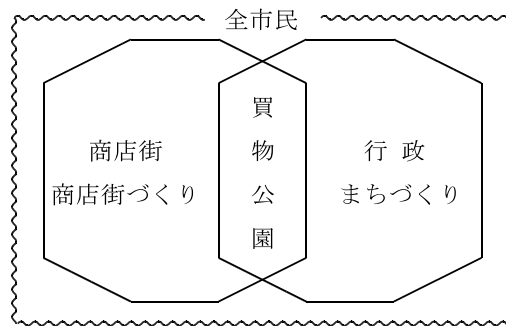 全市民
商店街
商店街づくり
買物公園
行 政
まちづくり